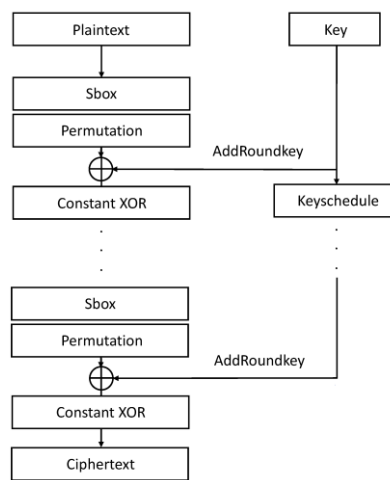 Plaintext
Key
Sbox
Permutation
AddRoundkey
Constant XOR
Keyschedule
Sbox
Permutation
AddRoundkey
Constant XOR
Ciphertext